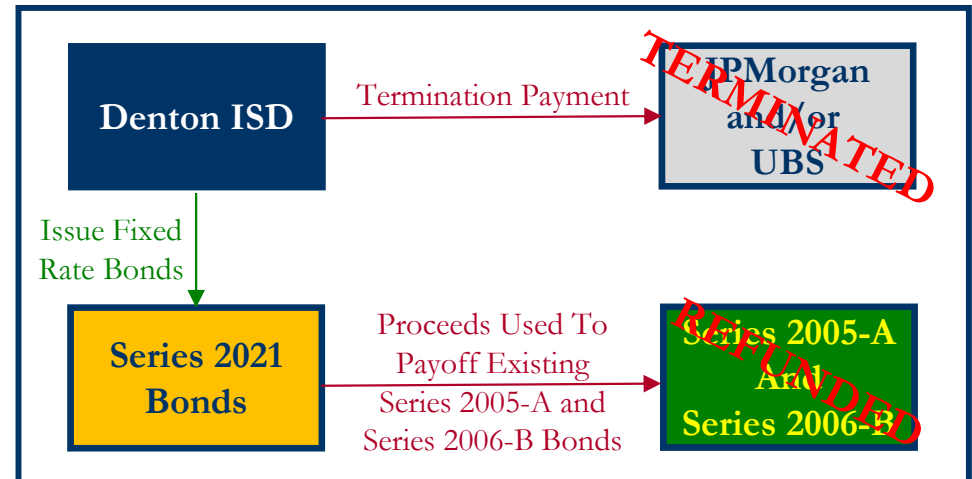 Denton ISD
Termination Payment
JPMorgan
and/or
UBS
TERMINATED
Issue Fixed
Rate Bonds
Series 2021
Bonds
Proceeds Used To
Payoff Existing
Series 2005-A and
Series 2006-B Bonds
Series 2005-A
And
Series 2006-B
REFUNDED